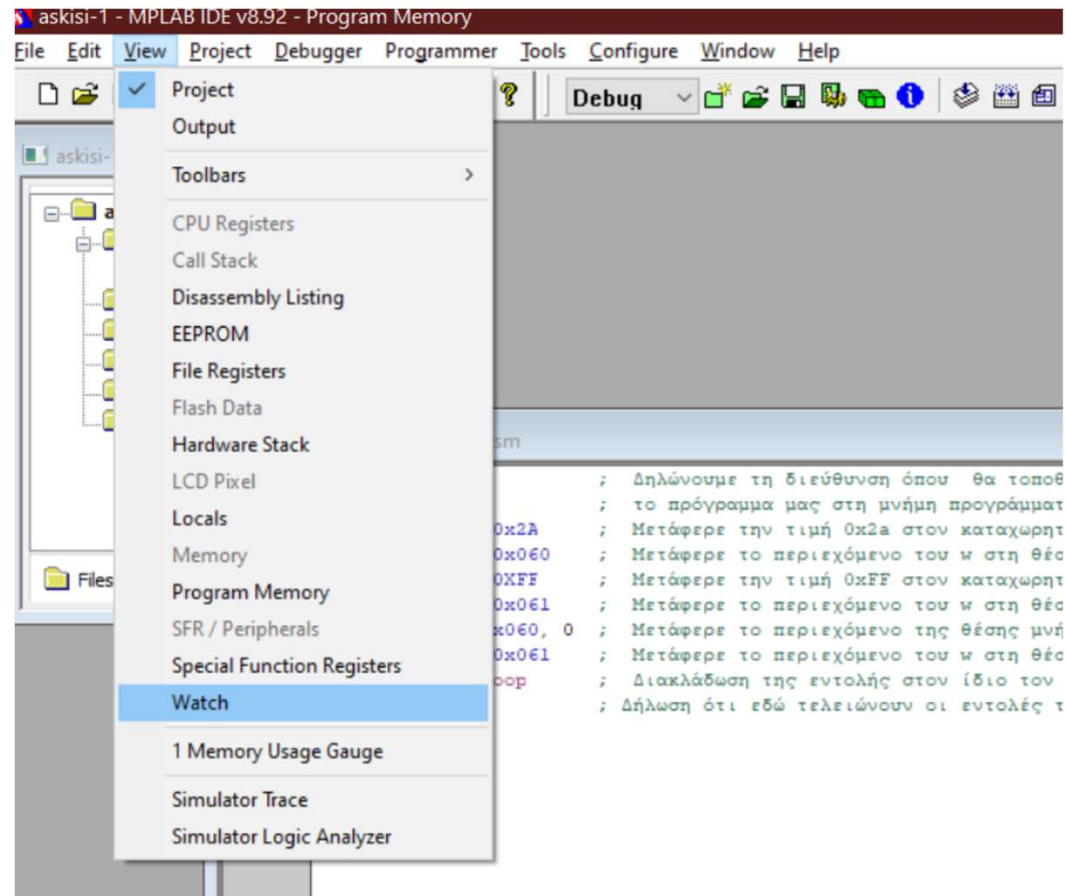 askisi-1 - MPLAB IDE v8.92 - Program Memory
File Edit View Project Debugger Programmer Tools Configure Window Help
Debug
Project
Output
askisi-
Toolbars
CPU Registers
Call Stack
Disassembly Listing
EEPROM
File Registers
Flash Data
Hardware Stack
sm
LCD Pixel
Locals
Memory
Program Memory
SFR / Peripherals
Special Function Registers
Watch
1 Memory Usage Gauge
Simulator Trace
Simulator Logic Analyzer
Files
; Δηλώνουμε τη διεύθυνση όπου θα τοποθ
; το πρόγραμμα μας στη μνήμη προγράμματ
0x2A ; Μετάφερε την τιμή 0x2a στον καταχωρητ
0x060 ; Μετάφερε το περιεχόμενο του w στη θέσ
0XFF ; Μετάφερε την τιμή 0xFF στον καταχωρητ
0x061 ; Μετάφερε το περιεχόμενο του w στη θέσ
x060, 0 ; Μετάφερε το περιεχόμενο της θέσης μνή
0x061 ; Μετάφερε το περιεχόμενο του w στη θέσ
oop ; Διακλάδωση της εντολής στον ίδιο τον
; Δήλωση ότι εδώ τελειώνουν οι εντολές τ